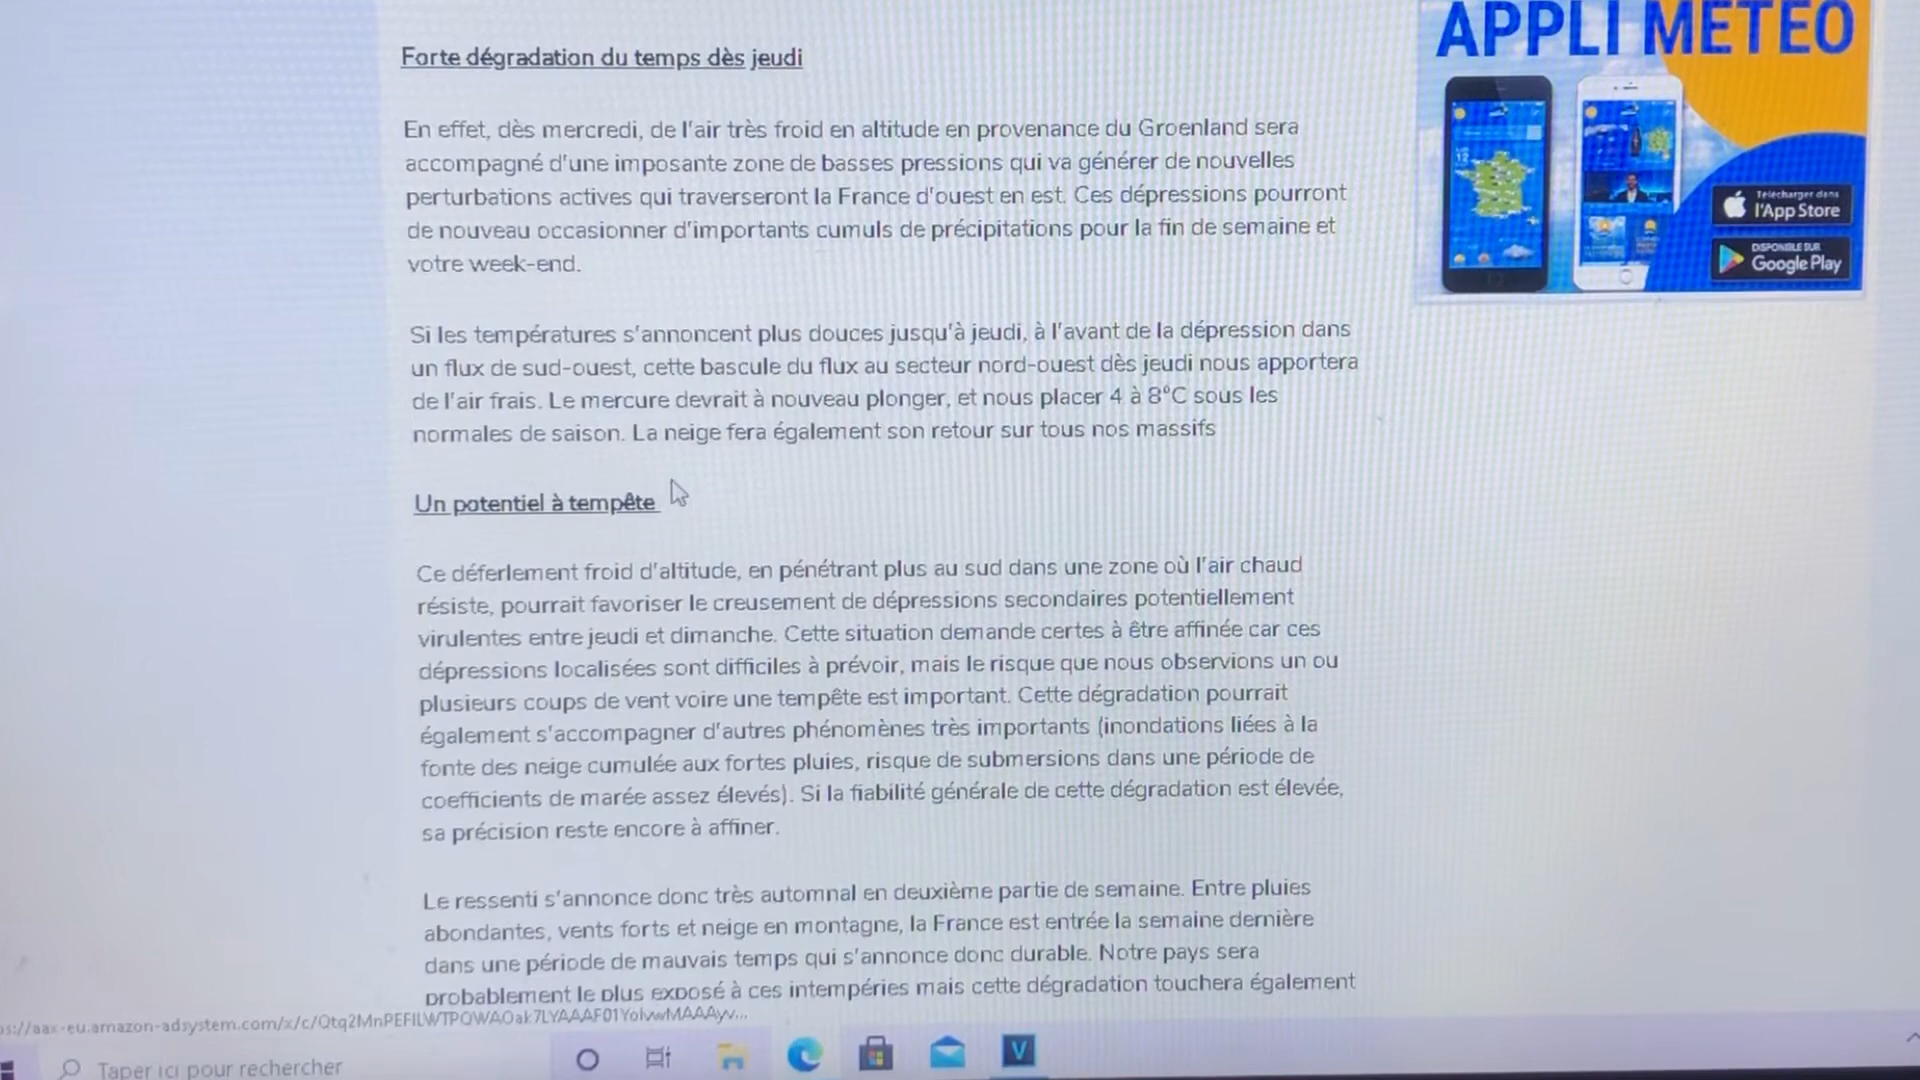 APPLI METEO
Forte dégradation du temps dès jeudi
En effet, dès mercredi, de l'air très froid en altitude en provenance du Groenland sera
accompagné d'une imposante zone de basses pressions qui va générer de nouvelles
perturbations actives qui traverseront la France d'ouest en est. Ces dépressions pourront
de nouveau occasionner d'importants cumuls de précipitations pour la fin de semaine et
votre week-end.
Télécharger dans
l'App Store
DISPONIBLE SUR
Google Play
Si les températures s'annoncent plus douces jusqu'à jeudi, à l'avant de la dépression dans
un flux de sud-ouest, cette bascule du flux au secteur nord-ouest dès jeudi nous apportera
de l'air frais. Le mercure devrait à nouveau plonger, et nous placer 4 à 8°C sous les
normales de saison. La neige fera également son retour sur tous nos massifs
Un potentiel à tempête
Ce déferlement froid d'altitude, en pénétrant plus au sud dans une zone où l'air chaud
résiste, pourrait favoriser le creusement de dépressions secondaires potentiellement
virulentes entre jeudi et dimanche. Cette situation demande certes à être affinée car ces
dépressions localisées sont difficiles à prévoir, mais le risque que nous observions un ou
plusieurs coups de vent voire une tempête est important. Cette dégradation pourrait
également s'accompagner d'autres phénomènes très importants (inondations liées à la
fonte des neige cumulée aux fortes pluies, risque de submersions dans une période de
coefficients de marée assez élevés). Si la fiabilité générale de cette dégradation est élevée,
sa précision reste encore à affiner.
Le ressenti s'annonce donc très automnal en deuxième partie de semaine. Entre pluies
abondantes, vents forts et neige en montagne, la France est entrée la semaine dernière
dans une période de mauvais temps qui s'annonce donc durable. Notre pays sera
probablement le plus exposé à ces intempéries mais cette dégradation touchera également
Taper ici pour rechercher
V